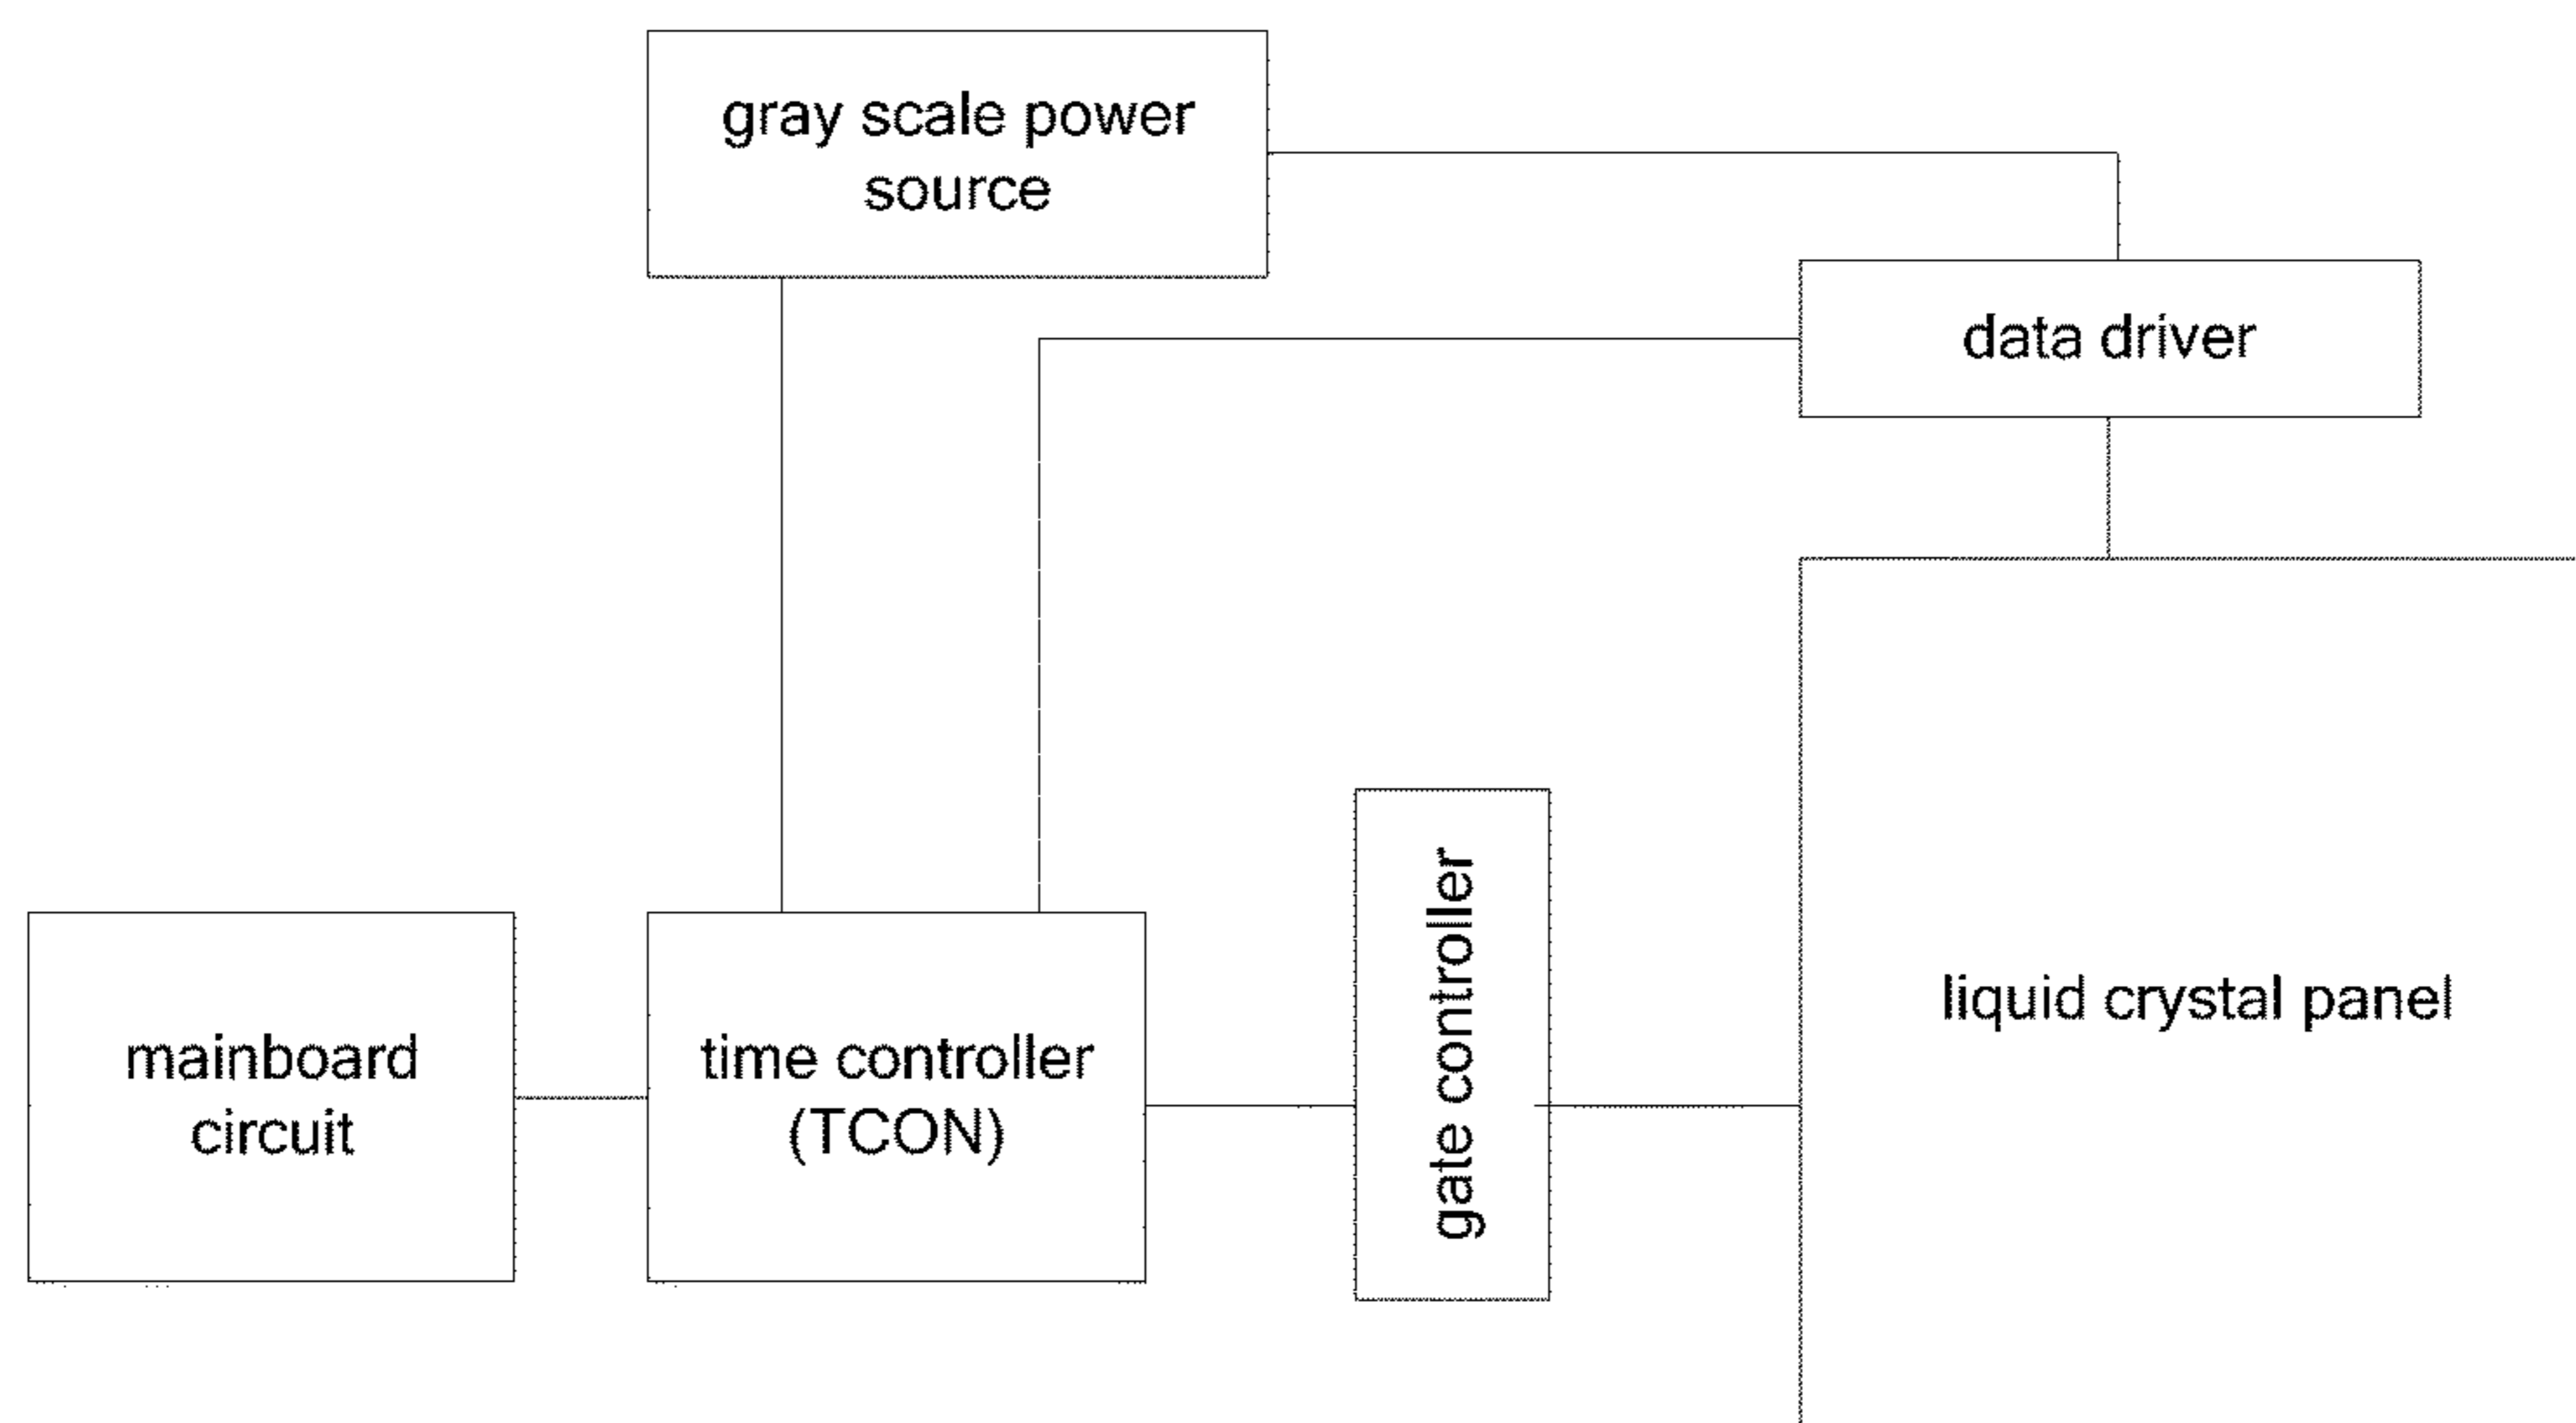 gray scale power
source
data driver
gate controller
liquid crystal panel
mainboard
circuit
time controller
(TCON)